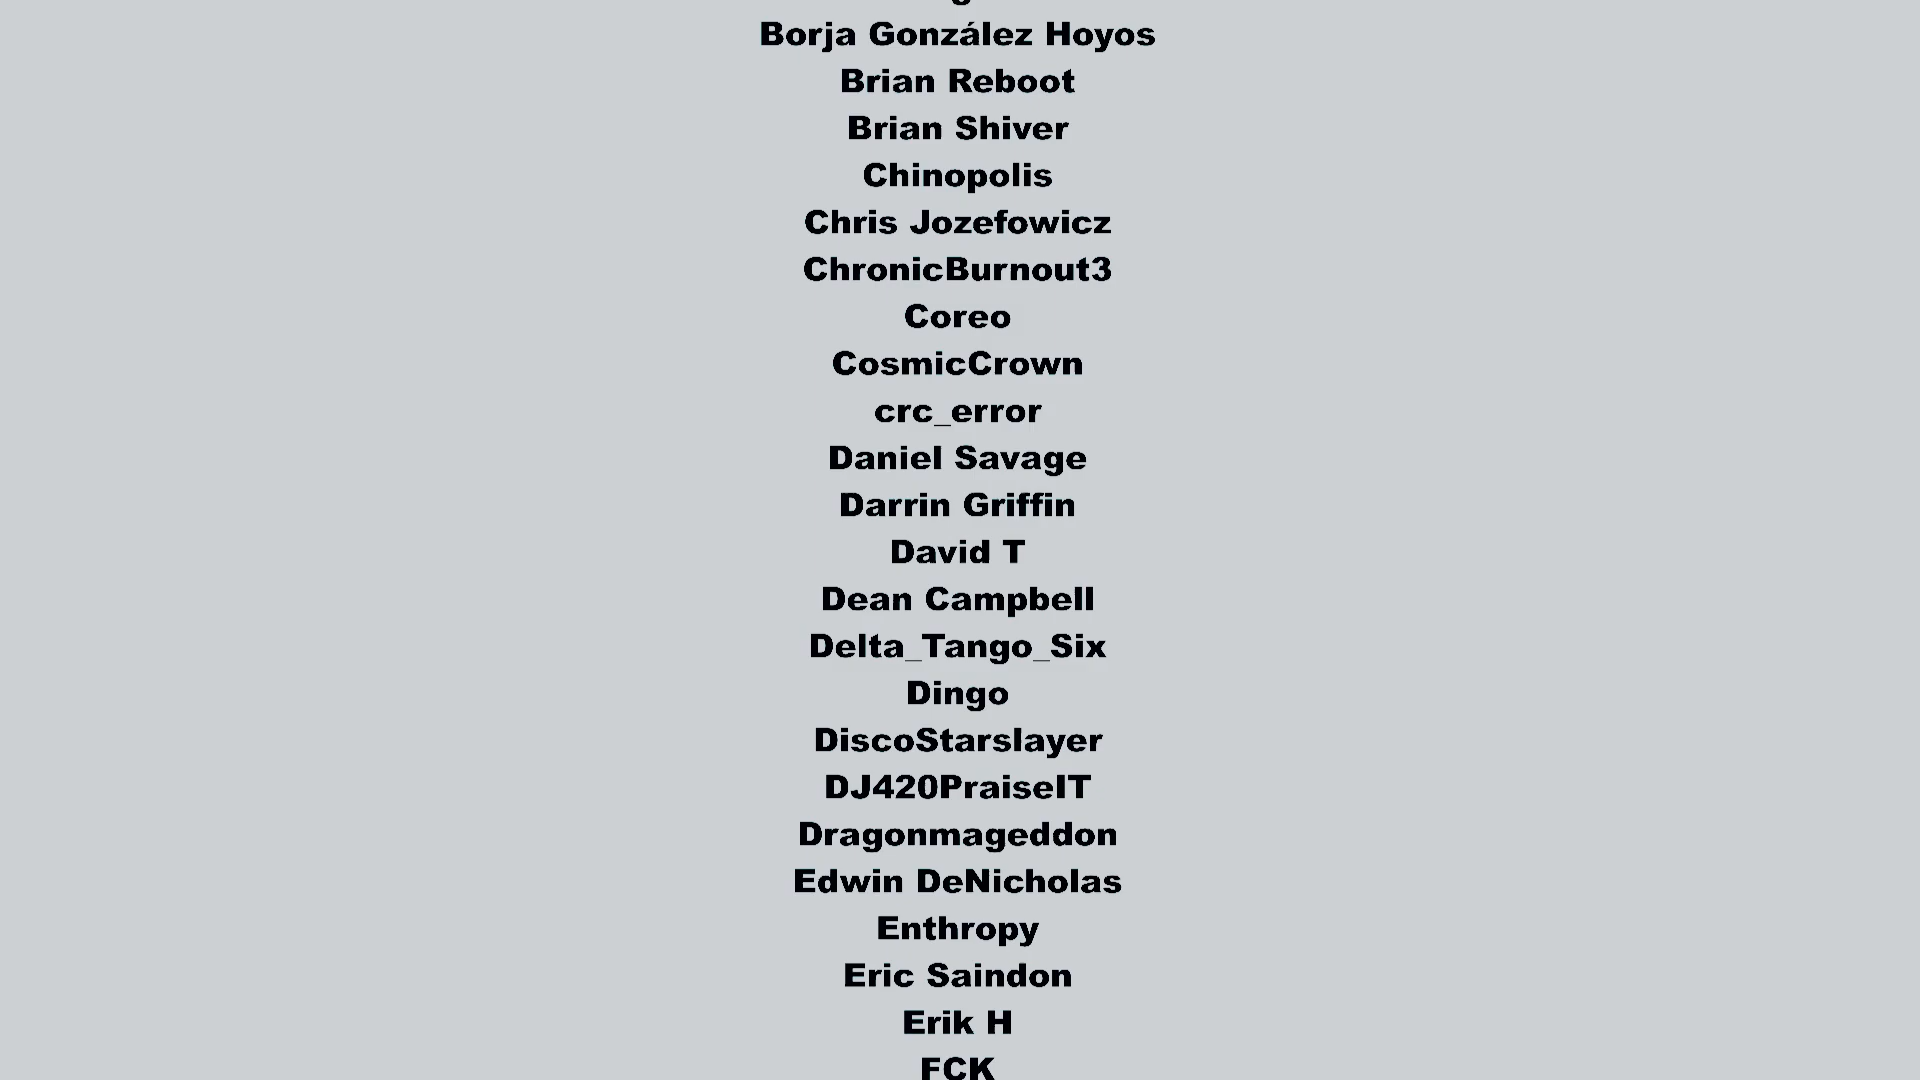 Borja González Hoyos
Brian Reboot
Brian Shiver
Chinopolis
Chris Jozefowicz
ChronicBurnout3
Coreo
CosmicCrown
crc_error
Daniel Savage
Darrin Griffin
David T
Dean Campbell
Delta_Tango_Six
Dingo
DiscoStarslayer
DJ420PraiseIT
Dragonmageddon
Edwin DeNicholas
Enthropy
Eric Saindon
Erik H
FCK